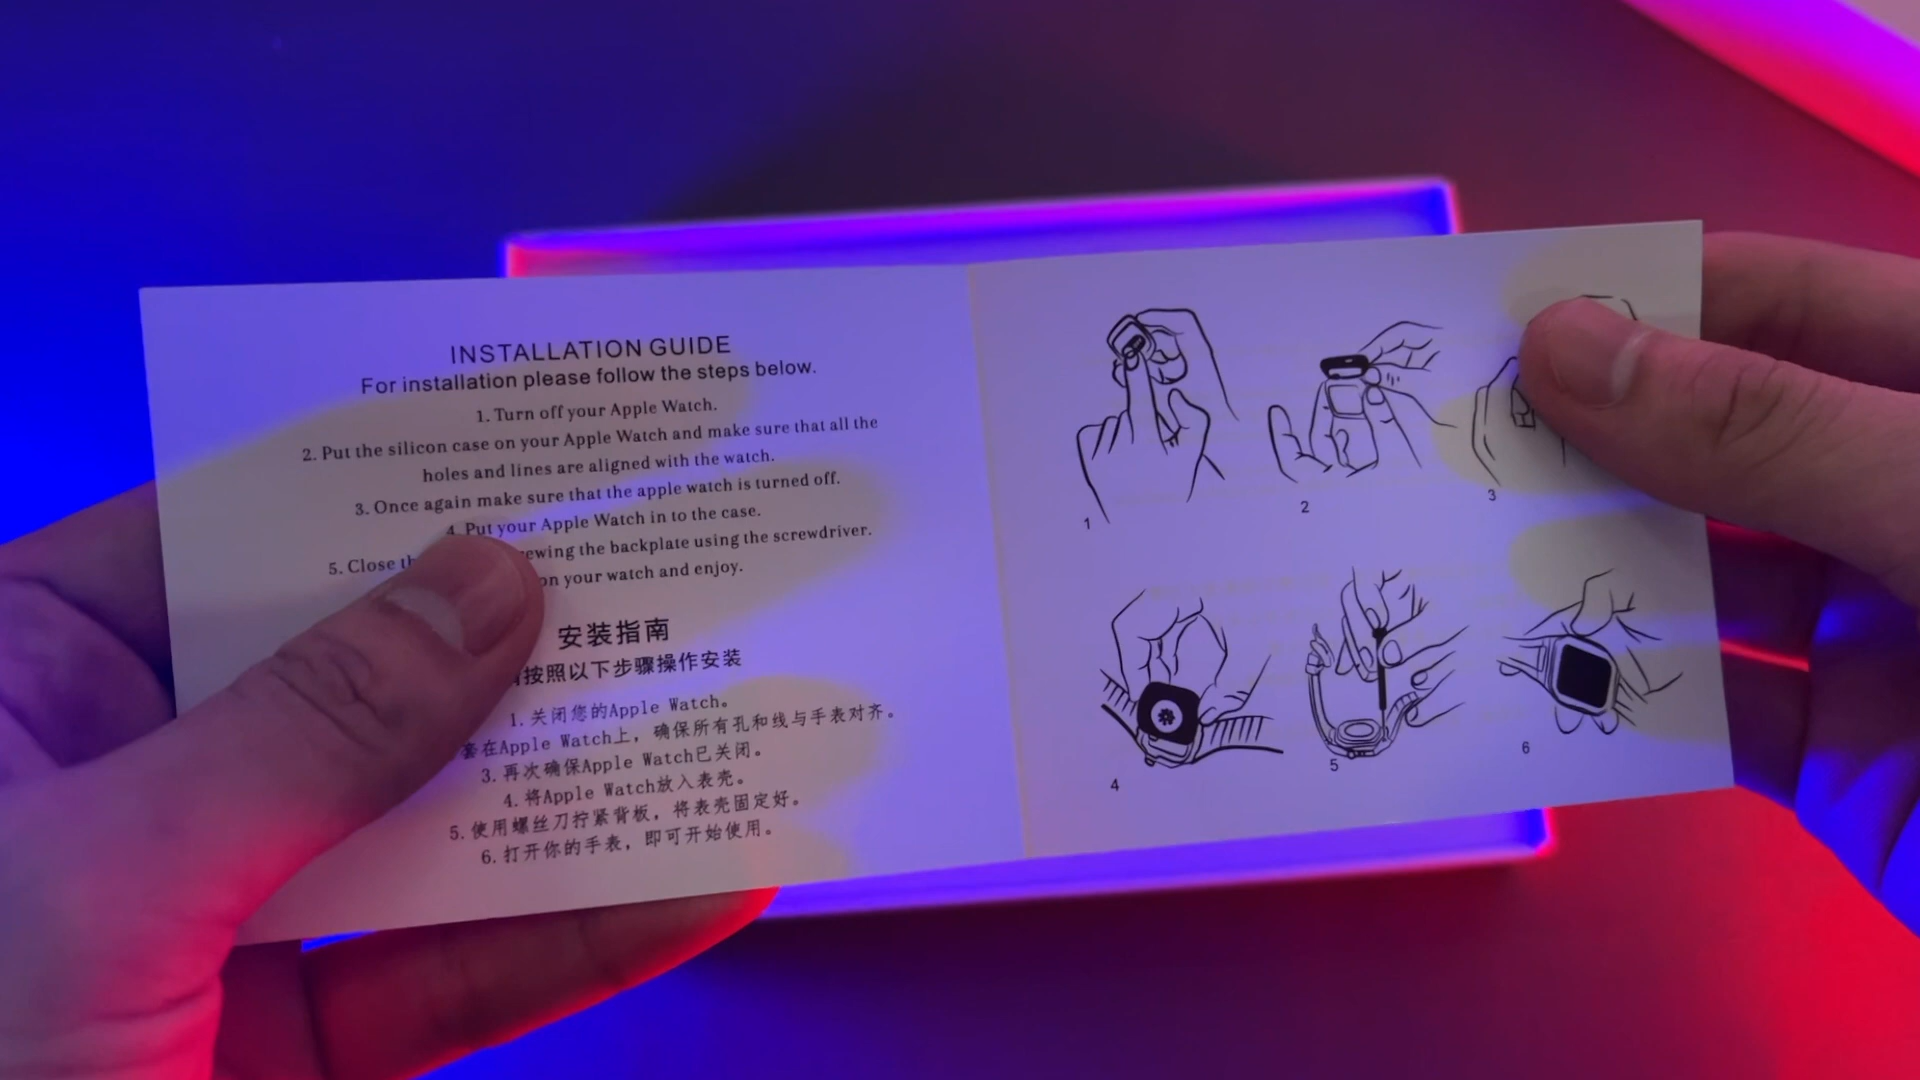 INSTALLATION GUIDE
For installation please follow the steps below.
1. Turn off your Apple Watch.
2. Put the silicon case on your Apple Watch and make sure that all the
holes and lines are aligned with the watch.
3. Once again make sure that the apple watch is turned off.
4. Put your Apple Watch in to the case.
5. Close ewing the backplate using the screwdriver.
on your watch and enjoy.
安装指南
按照以下步骤操作安装
1. 关闭您的Apple Watch。
套在Apple Watch上，确保所有孔和线与手表对齐。
3. 再次确保Apple Watch已关闭。
4. 将Apple Watch放入表壳。
5. 使用螺丝刀拧紧背板，将表壳固定好。
6. 打开你的手表，即可开始使用。
1
2
3
4
5
6